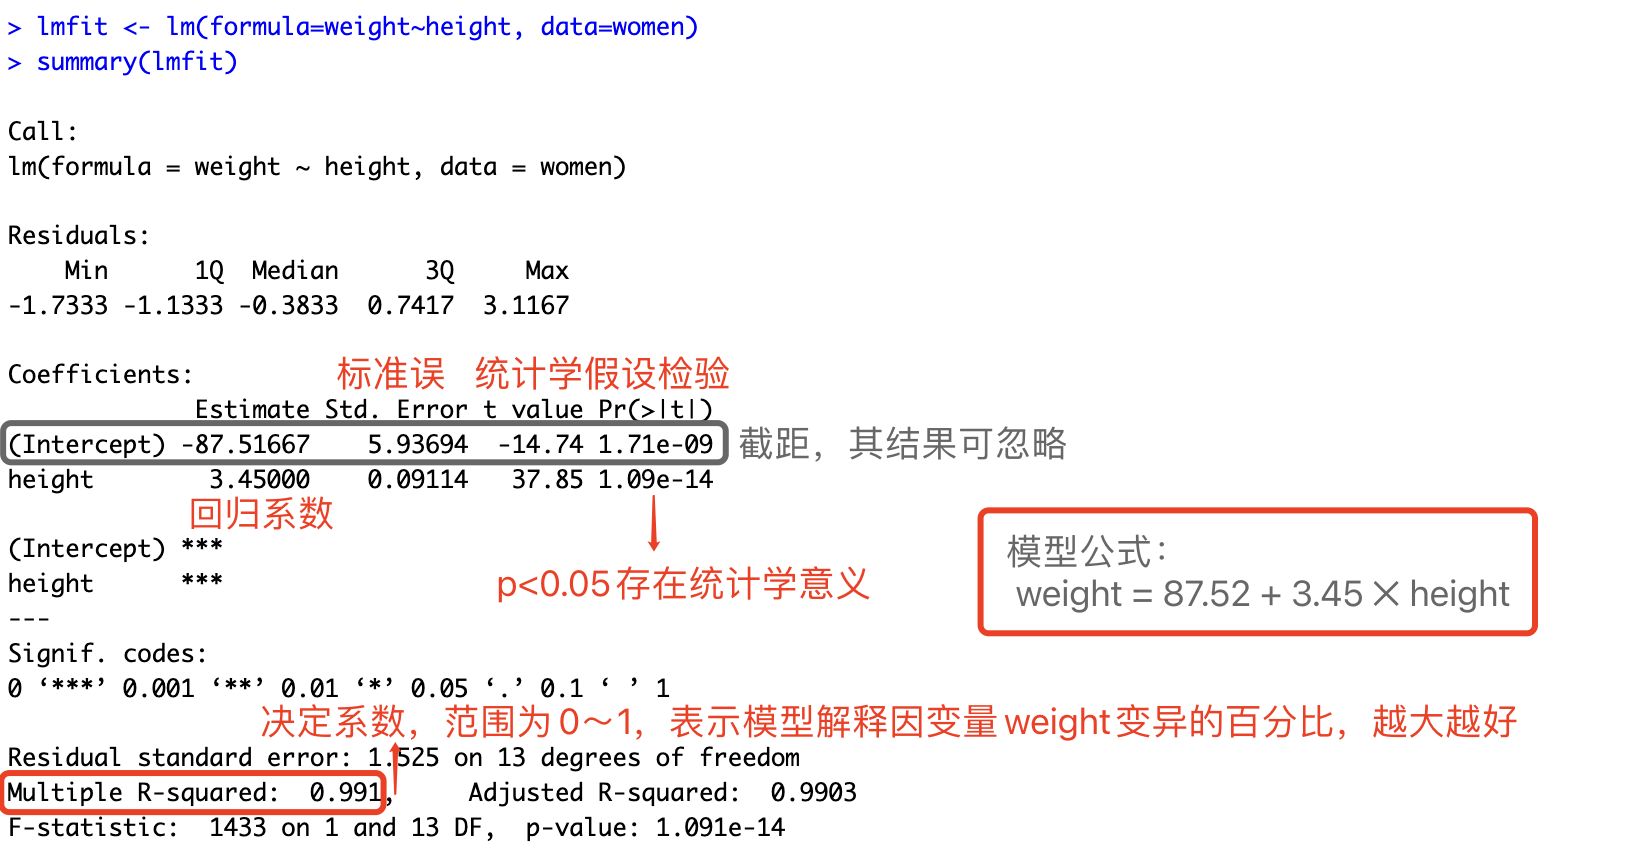 > lmfit <- lm(formula=weight~height, data=women)
> summary(lmfit)
Call:
lm(formula = weight ~ height, data = women)
Residuals:
Min 1Q Median 3Q Max
-1.7333 -1.1333 -0.3833 0.7417 3.1167
标准误 统计学假设检验
Coefficients:
Estimate Std. Error t value Pr(>|t|)
(Intercept) -87.51667 5.93694 -14.74 1.71e-09 截距，其结果可忽略
height 3.45000 0.09114 37.85 1.09e-14
回归系数
(Intercept) ***
height ***
p<0.05存在统计学意义
模型公式：
weight = 87.52 + 3.45 × height
---
Signif. codes:
0 ‘***’ 0.001 ‘**’ 0.01 ‘*’ 0.05 ‘.’ 0.1 ‘ ’ 1
决定系数，范围为0～1，表示模型解释因变量weight变异的百分比，越大越好
Residual standard error: 1.525 on 13 degrees of freedom
Multiple R-squared: 0.991, Adjusted R-squared: 0.9903
F-statistic: 1433 on 1 and 13 DF, p-value: 1.091e-14